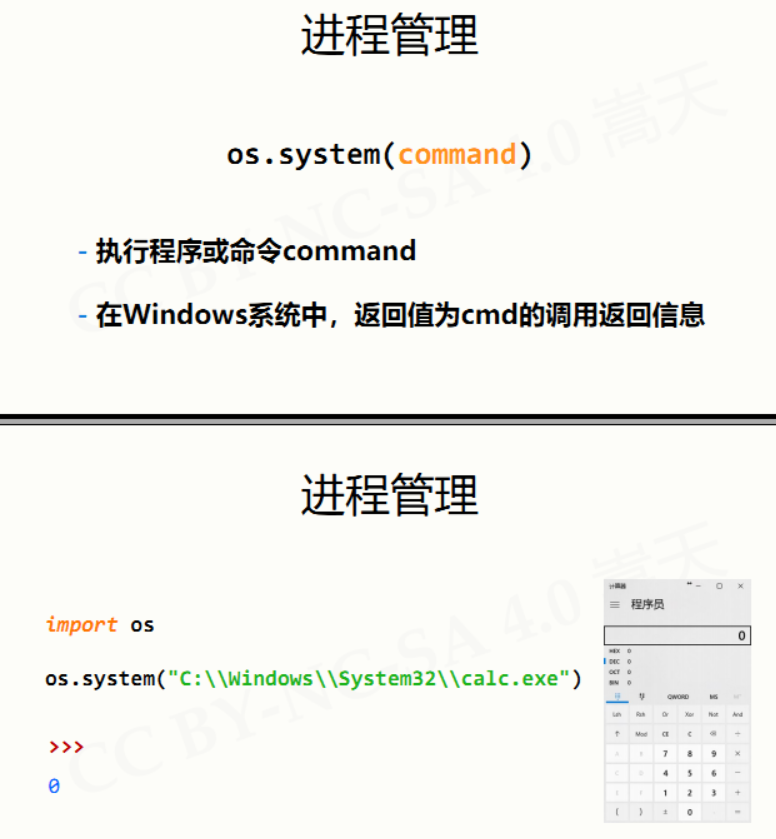 进程管理
os.system(command)
- 执行程序或命令command
- 在Windows系统中，返回值为cmd的调用返回信息
CC BY-NC-SA 4.0 嵩天
进程管理
import os
os.system("C:\\Windows\\System32\\calc.exe")
>>>
0
CC BY-NC-SA 4.0 嵩天
计算器
程序员
0
HEX 0
DEC 0
OCT 0
BIN 0
QWORD MS
Lsh Rsh Or Xor Not And
↑ Mod CE C ÷
A B 7 8 9 ×
C D 4 5 6 −
E F 1 2 3 +
( ) ± 0 . =